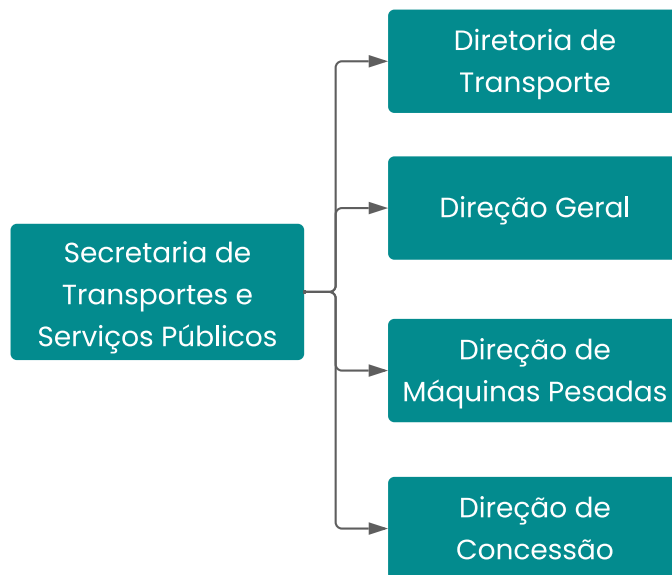 Diretoria de
Transporte
Direção Geral
Secretaria de
Transportes e
Serviços Públicos
Direção de
Máquinas Pesadas
Direção de
Concessão